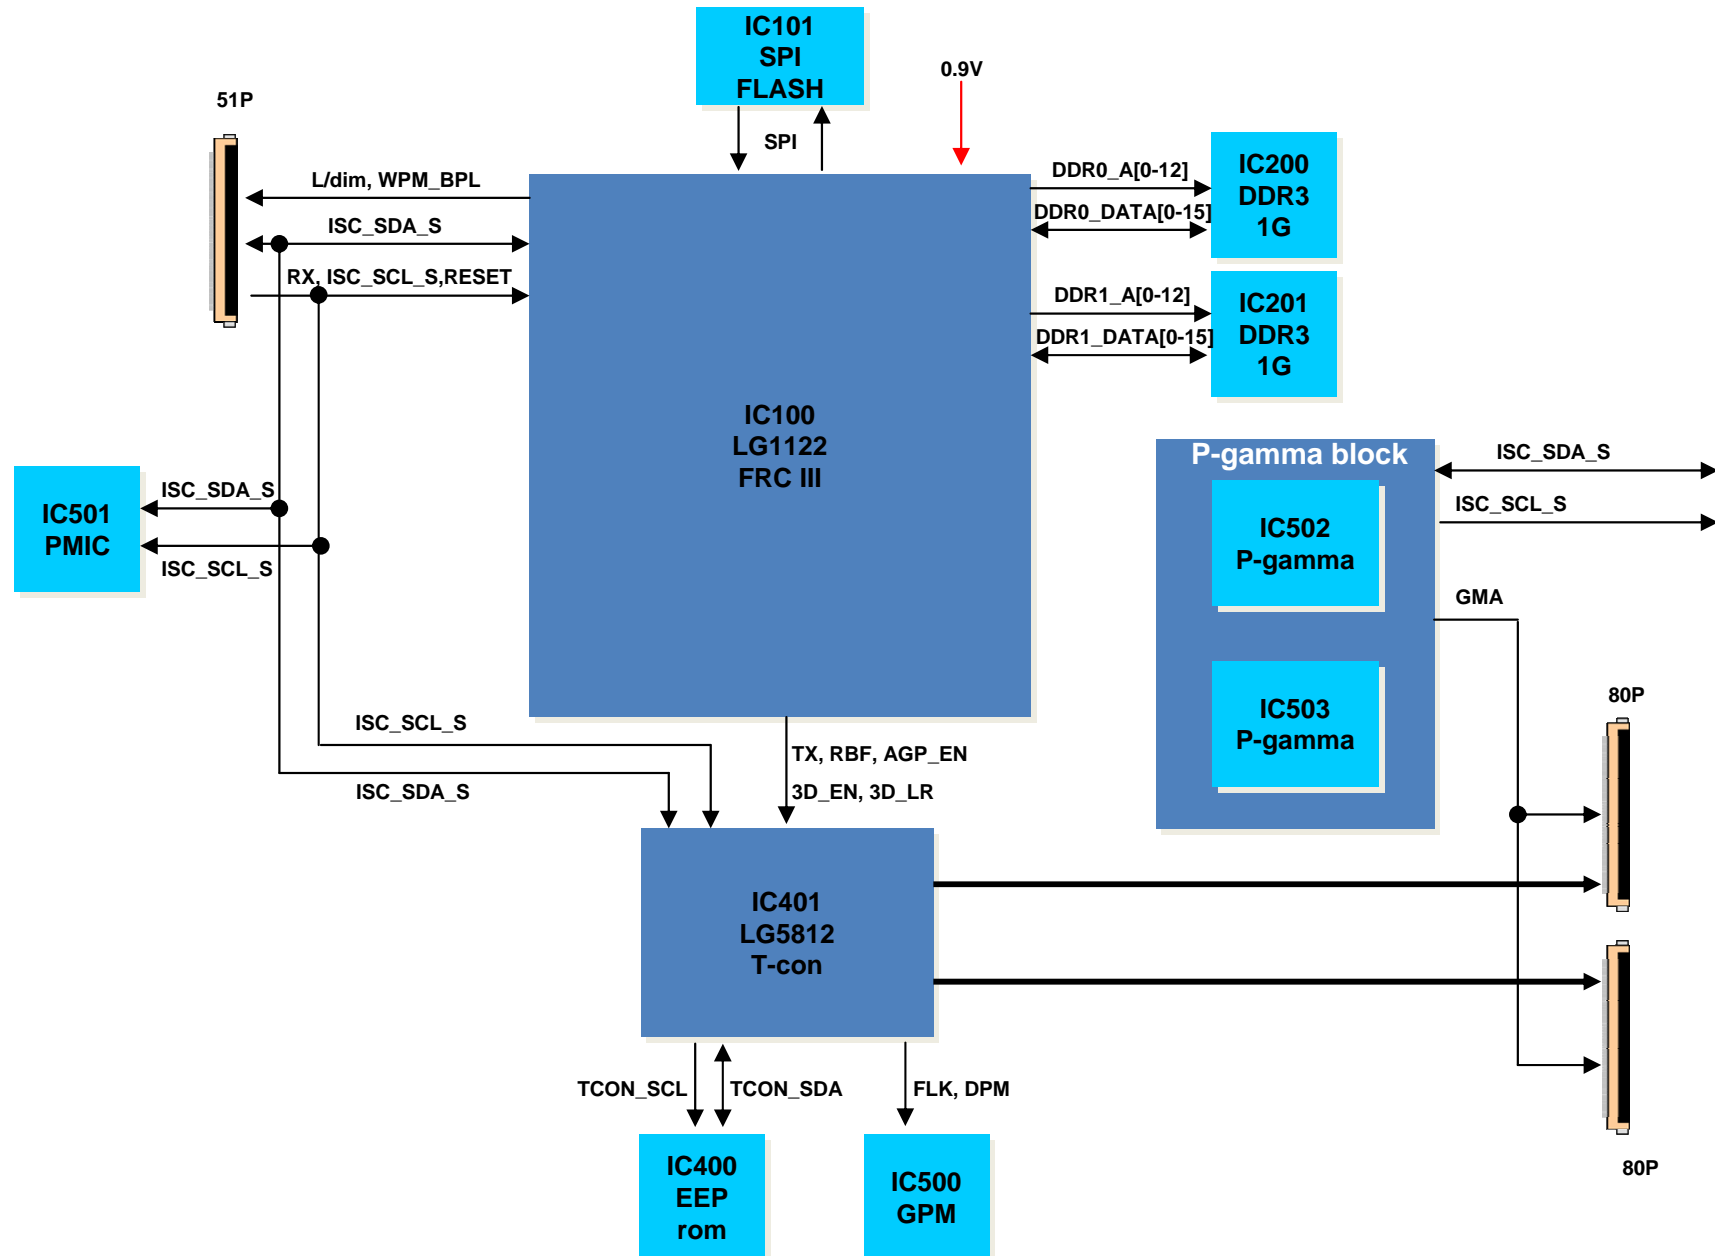 IC101
SPI
FLASH
0.9V
51P
SPI
L/dim, WPM_BPL
ISC_SDA_S
RX, ISC_SCL_S,RESET
DDR0_A[0-12]
DDR0_DATA[0-15]
IC200
DDR3
1G
DDR1_A[0-12]
DDR1_DATA[0-15]
IC201
DDR3
1G
IC100
LG1122
FRC III
P-gamma block
ISC_SDA_S
ISC_SCL_S
IC502
P-gamma
GMA
IC503
P-gamma
ISC_SDA_S
IC501
PMIC
ISC_SCL_S
80P
ISC_SCL_S
TX, RBF, AGP_EN
ISC_SDA_S
3D_EN, 3D_LR
IC401
LG5812
T-con
TCON_SCL
TCON_SDA
FLK, DPM
IC400
EEP
rom
IC500
GPM
80P